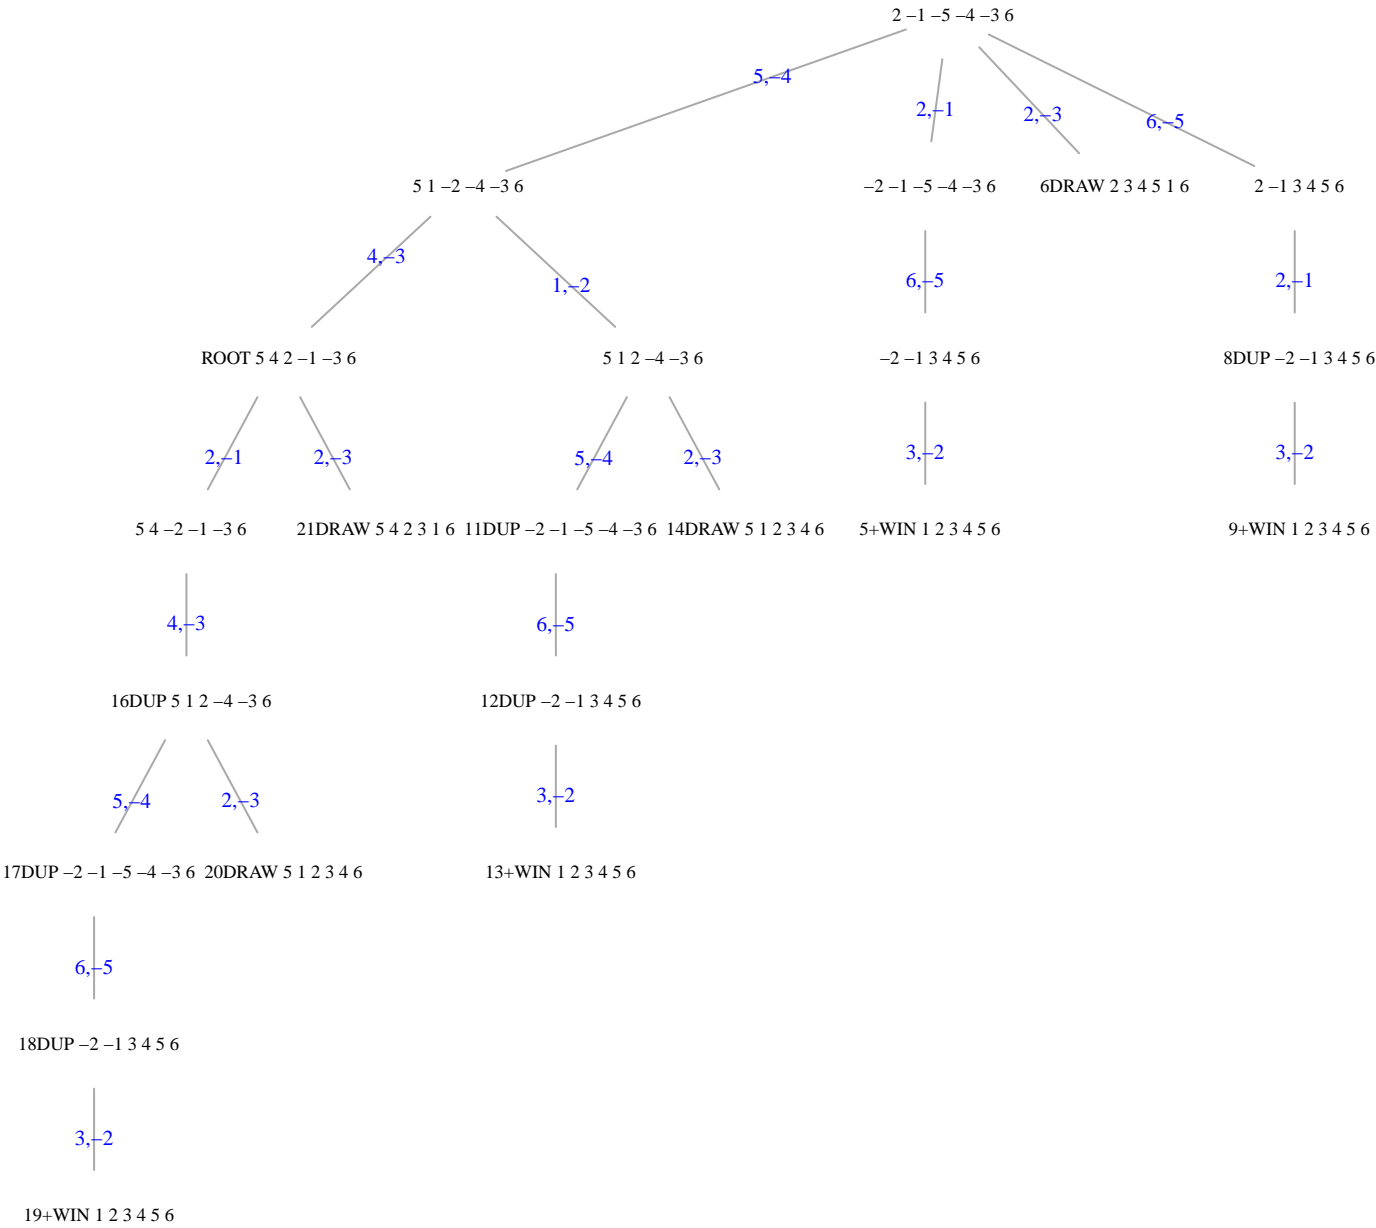 2 –1 –5 –4 –3 6
5,–4
2,–1
2,–3
6,–5
5 1 –2 –4 –3 6
–2 –1 –5 –4 –3 6
6DRAW 2 3 4 5 1 6
2 –1 3 4 5 6
4,–3
1,–2
6,–5
2,–1
ROOT 5 4 2 –1 –3 6
5 1 2 –4 –3 6
–2 –1 3 4 5 6
8DUP –2 –1 3 4 5 6
2,–1
2,–3
5,–4
2,–3
3,–2
3,–2
5 4 –2 –1 –3 6
21DRAW 5 4 2 3 1 6
11DUP –2 –1 –5 –4 –3 6
14DRAW 5 1 2 3 4 6
5+WIN 1 2 3 4 5 6
9+WIN 1 2 3 4 5 6
4,–3
6,–5
16DUP 5 1 2 –4 –3 6
12DUP –2 –1 3 4 5 6
5,–4
2,–3
3,–2
17DUP –2 –1 –5 –4 –3 6
20DRAW 5 1 2 3 4 6
13+WIN 1 2 3 4 5 6
6,–5
18DUP –2 –1 3 4 5 6
3,–2
19+WIN 1 2 3 4 5 6